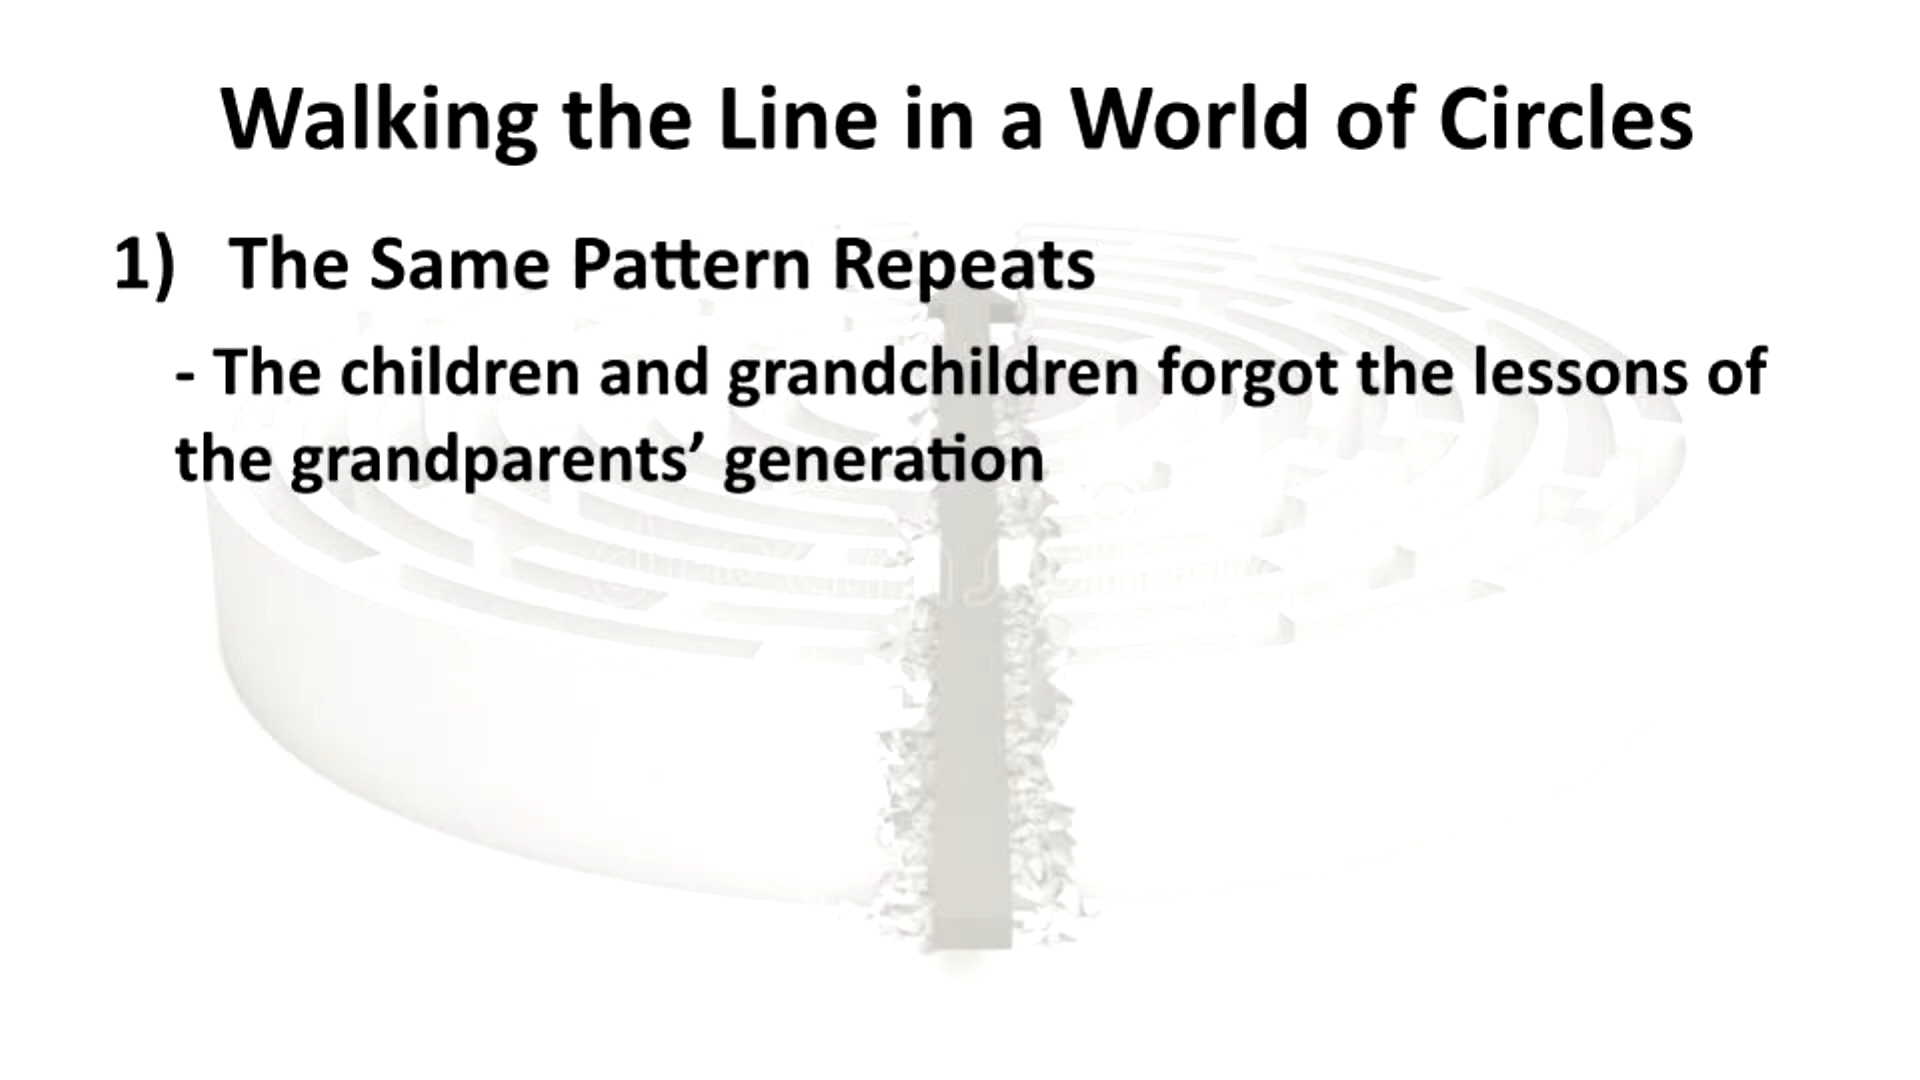 Walking the Line in a World of Circles
1) The Same Pattern Repeats
- The children and grandchildren forgot the lessons of
the grandparents’ generation